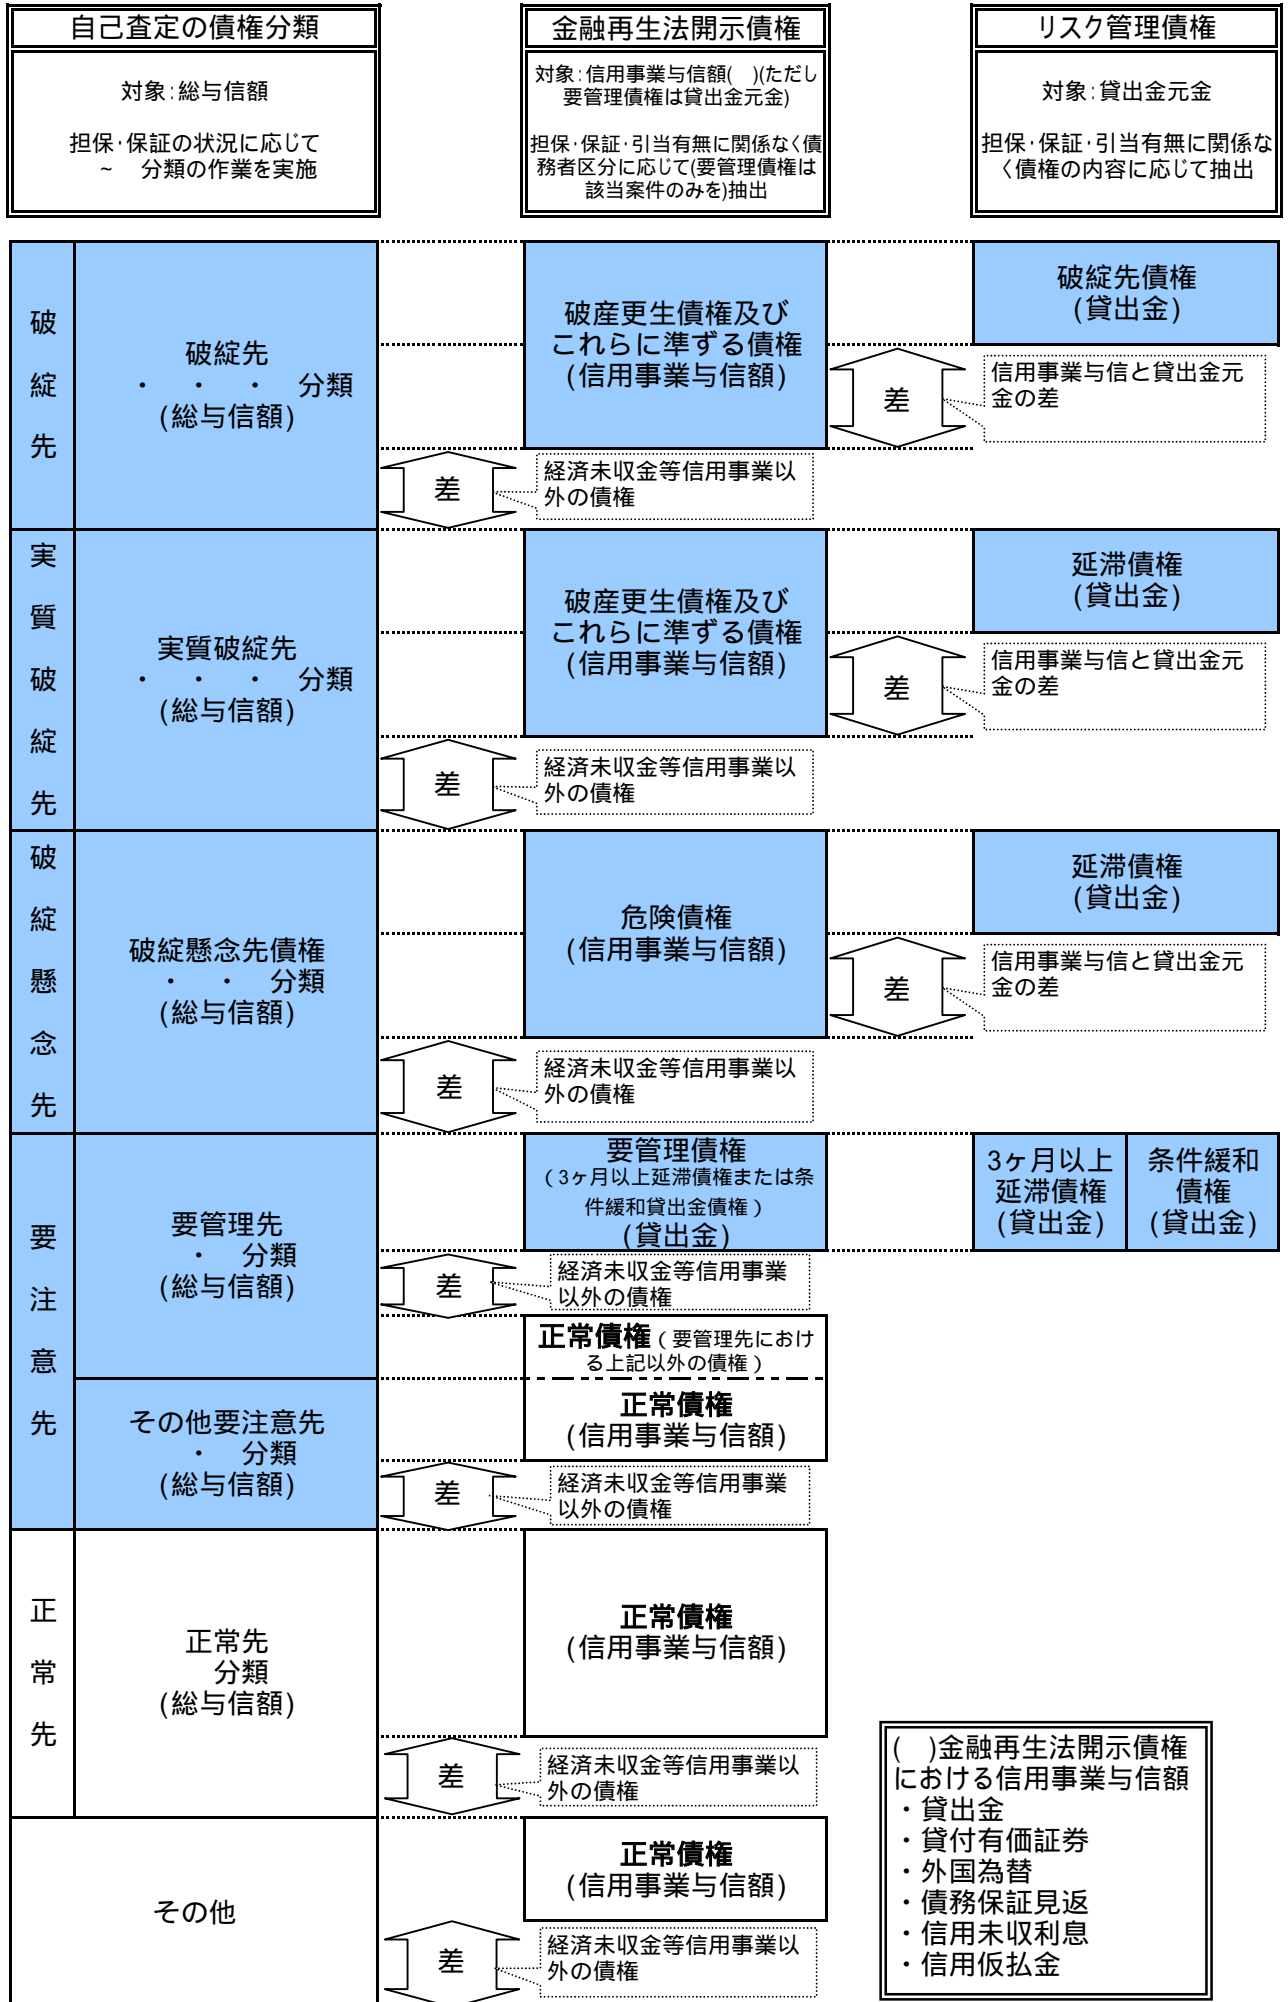 自己査定の債権分類
対象:総与信額
担保・保証の状況に応じて
~ 分類の作業を実施
金融再生法開示債権
対象:信用事業与信額( )(ただし
要管理債権は貸出金元金)
担保・保証・引当有無に関係なく債
務者区分に応じて(要管理債権は
該当案件のみを)抽出
リスク管理債権
対象:貸出金元金
担保・保証・引当有無に関係な
く債権の内容に応じて抽出
破綻先
破綻先
・ ・ ・ 分類
(総与信額)
破産更生債権及び
これらに準ずる債権
(信用事業与信額)
破綻先債権
(貸出金)
差
信用事業与信と貸出金元
金の差
差
経済未収金等信用事業以
外の債権
実質破綻先
実質破綻先
・ ・ ・ 分類
(総与信額)
破産更生債権及び
これらに準ずる債権
(信用事業与信額)
延滞債権
(貸出金)
差
信用事業与信と貸出金元
金の差
差
経済未収金等信用事業以
外の債権
破綻懸念先
破綻懸念先債権
・ ・ 分類
(総与信額)
危険債権
(信用事業与信額)
延滞債権
(貸出金)
差
信用事業与信と貸出金元
金の差
差
経済未収金等信用事業以
外の債権
要注意先
要管理先
・ 分類
(総与信額)
要管理債権
(3ヶ月以上延滞債権または条
件緩和貸出金債権)
(貸出金)
3ヶ月以上
延滞債権
(貸出金)
条件緩和
債権
(貸出金)
差
経済未収金等信用事業
以外の債権
正常債権(要管理先におけ
る上記以外の債権)
その他要注意先
・ 分類
(総与信額)
正常債権
(信用事業与信額)
差
経済未収金等信用事業
以外の債権
正常先
正常先
分類
(総与信額)
正常債権
(信用事業与信額)
差
経済未収金等信用事業以
外の債権
その他
正常債権
(信用事業与信額)
差
経済未収金等信用事業以
外の債権
( )金融再生法開示債権
における信用事業与信額
・貸出金
・貸付有価証券
・外国為替
・債務保証見返
・信用未収利息
・信用仮払金